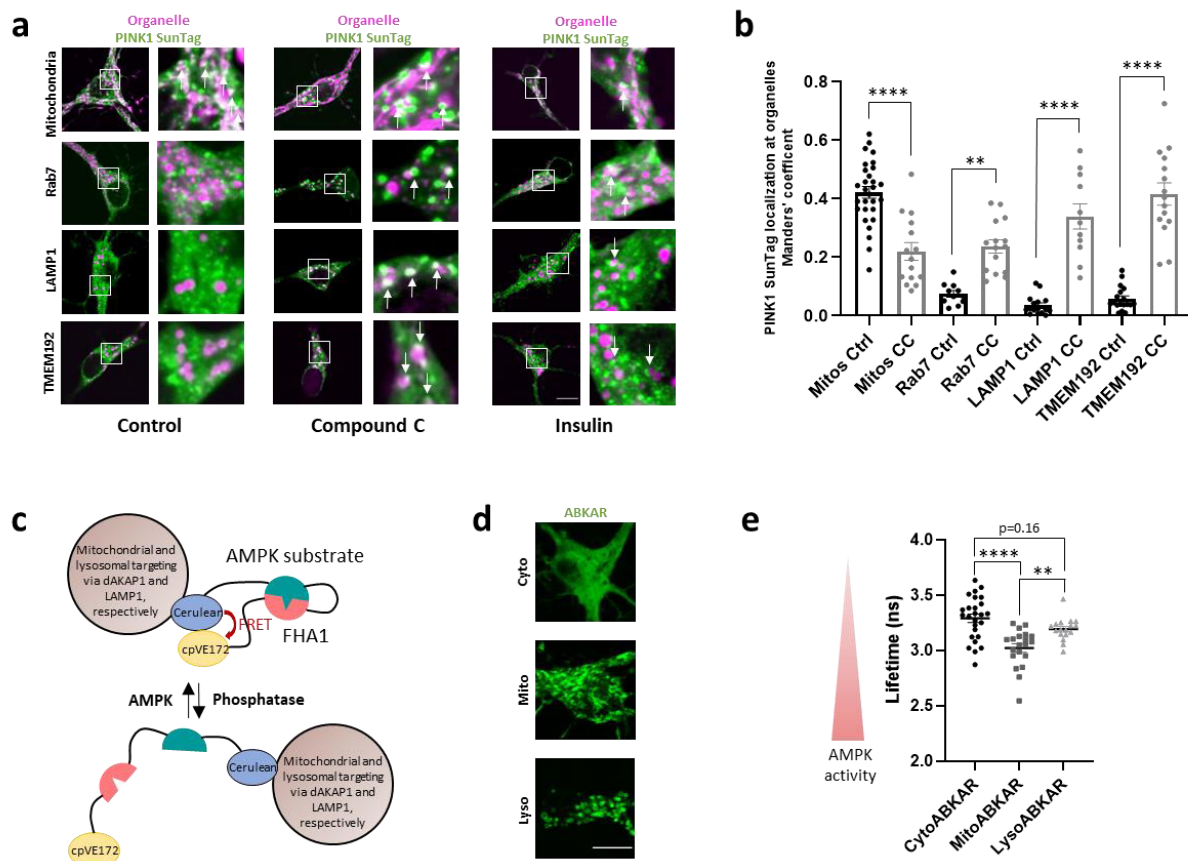 a
Organelle
PINK1 SunTag
Organelle
PINK1 SunTag
Organelle
PINK1 SunTag
Mitochondria
Rab7
LAMP1
TMEM192
Control
Compound C
Insulin
b
PINK1 SunTag localization at organelles
Manders' coefficent
0.8
0.6
0.4
0.2
0.0
****
**
****
****
Mitos Ctrl
Mitos CC
Rab7 Ctrl
Rab7 CC
LAMP1 Ctrl
LAMP1 CC
TMEM192 Ctrl
TMEM192 CC
c
Mitochondrial and
lysosomal targeting
via dAKAP1 and
LAMP1,
respectively
AMPK substrate
Cerulean
FRET
FHA1
cpVE172
AMPK
Phosphatase
Cerulean
Mitochondrial and
lysosomal targeting
via dAKAP1 and
LAMP1,
respectively
cpVE172
d
ABKAR
Cyto
Mito
Lyso
e
AMPK
activity
Lifetime (ns)
4.0
3.5
3.0
2.5
2.0
p=0.16
****
**
CytoABKAR
MitoABKAR
LysoABKAR